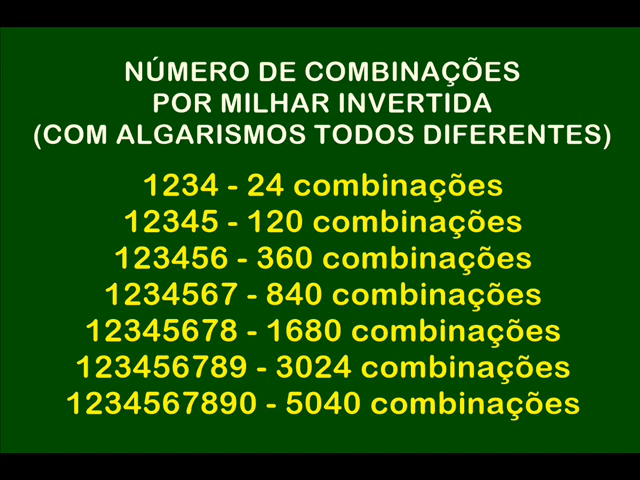 NÚMERO DE COMBINAÇÕES
POR MILHAR INVERTIDA
(COM ALGARISMOS TODOS DIFERENTES)
1234 - 24 combinações
12345 - 120 combinações
123456 - 360 combinações
1234567 - 840 combinações
12345678 - 1680 combinações
123456789 - 3024 combinações
1234567890 - 5040 combinações